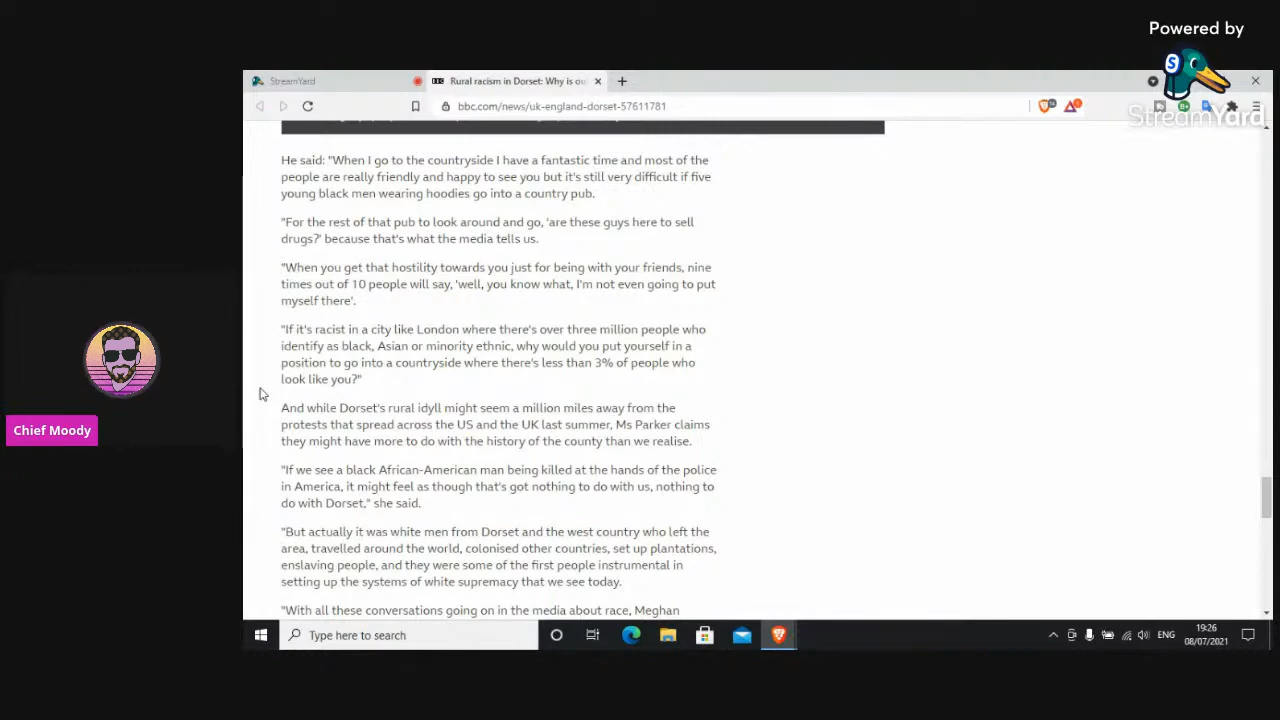 Powered by
StreamYard
StreamYard
Rural racism in Dorset: Why is ou
bbc.com/news/uk-england-dorset-57611781
He said: "When I go to the countryside I have a fantastic time and most of the
people are really friendly and happy to see you but it's still very difficult if five
young black men wearing hoodies go into a country pub.
"For the rest of that pub to look around and go, 'are these guys here to sell
drugs?' because that's what the media tells us.
"When you get that hostility towards you just for being with your friends, nine
times out of 10 people will say, 'well, you know what, I'm not even going to put
myself there'.
"If it's racist in a city like London where there's over three million people who
identify as black, Asian or minority ethnic, why would you put yourself in a
position to go into a countryside where there's less than 3% of people who
look like you?"
And while Dorset's rural idyll might seem a million miles away from the
protests that spread across the US and the UK last summer, Ms Parker claims
they might have more to do with the history of the county than we realise.
"If we see a black African-American man being killed at the hands of the police
in America, it might feel as though that's got nothing to do with us, nothing to
do with Dorset," she said.
"But actually it was white men from Dorset and the west country who left the
area, travelled around the world, colonised other countries, set up plantations,
enslaving people, and they were some of the first people instrumental in
setting up the systems of white supremacy that we see today.
"With all these conversations going on in the media about race, Meghan
Chief Moody
Type here to search
ENG
19:26
08/07/2021